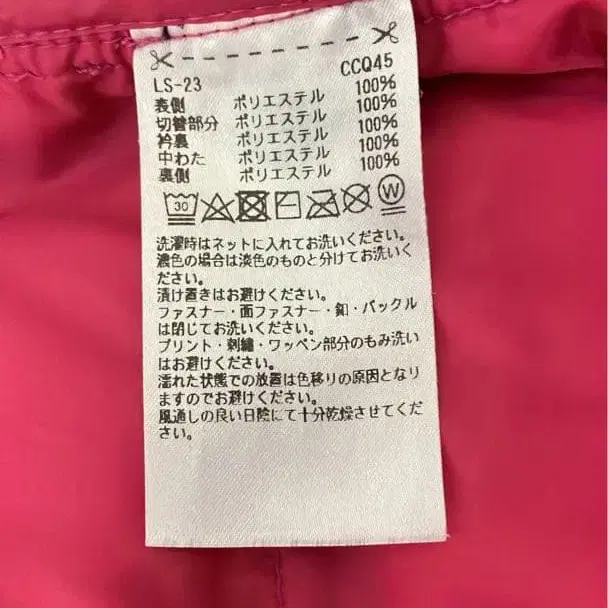 LS-23 CCQ45
表側 ポリエステル 100%
切替部分 ポリエステル 100%
衿裏 ポリエステル 100%
中わた ポリエステル 100%
裏側 ポリエステル 100%
30 W
洗濯時はネットに入れてお洗いください。
濃色の場合は淡色のものと分けてお洗いく
ださい。
漬け置きはお避けください。
ファスナー・面ファスナー・釦・バックル
は閉じてお洗いください。
プリント・刺繍・ワッペン部分のもみ洗い
はお避けください。
濡れた状態での放置は色移りの原因となり
ますのでお避けください。
風通しの良い日陰にて十分乾燥させてくだ
さい。